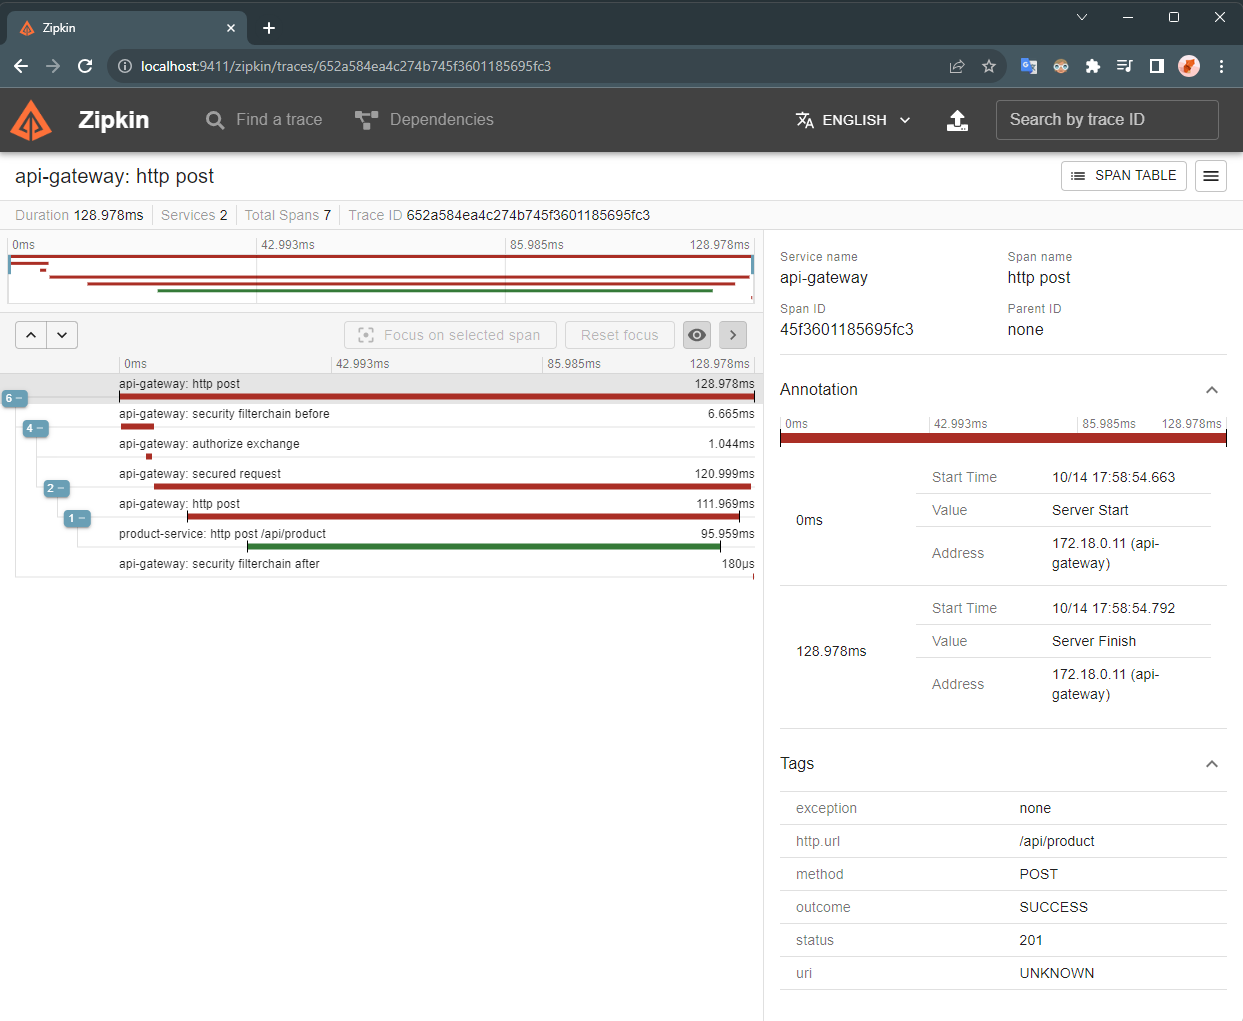 Zipkin
localhost:9411/zipkin/traces/652a584ea4c274b745f3601185695fc3
Zipkin
Find a trace
Dependencies
ENGLISH
Search by trace ID
api-gateway: http post
SPAN TABLE
Duration 128.978ms Services 2 Total Spans 7 Trace ID 652a584ea4c274b745f3601185695fc3
0ms 42.993ms 85.985ms 128.978ms
Focus on selected span
Reset focus
0ms 42.993ms 85.985ms 128.978ms
api-gateway: http post 128.978ms
6 −
api-gateway: security filterchain before 6.665ms
4 −
api-gateway: authorize exchange 1.044ms
api-gateway: secured request 120.999ms
2 −
api-gateway: http post 111.969ms
1 −
product-service: http post /api/product 95.959ms
api-gateway: security filterchain after 180μs
Service name
api-gateway
Span name
http post
Span ID
45f3601185695fc3
Parent ID
none
Annotation
0ms 42.993ms 85.985ms 128.978ms
0ms
Start Time 10/14 17:58:54.663
Value Server Start
Address 172.18.0.11 (api-
gateway)
128.978ms
Start Time 10/14 17:58:54.792
Value Server Finish
Address 172.18.0.11 (api-
gateway)
Tags
exception none
http.url /api/product
method POST
outcome SUCCESS
status 201
uri UNKNOWN